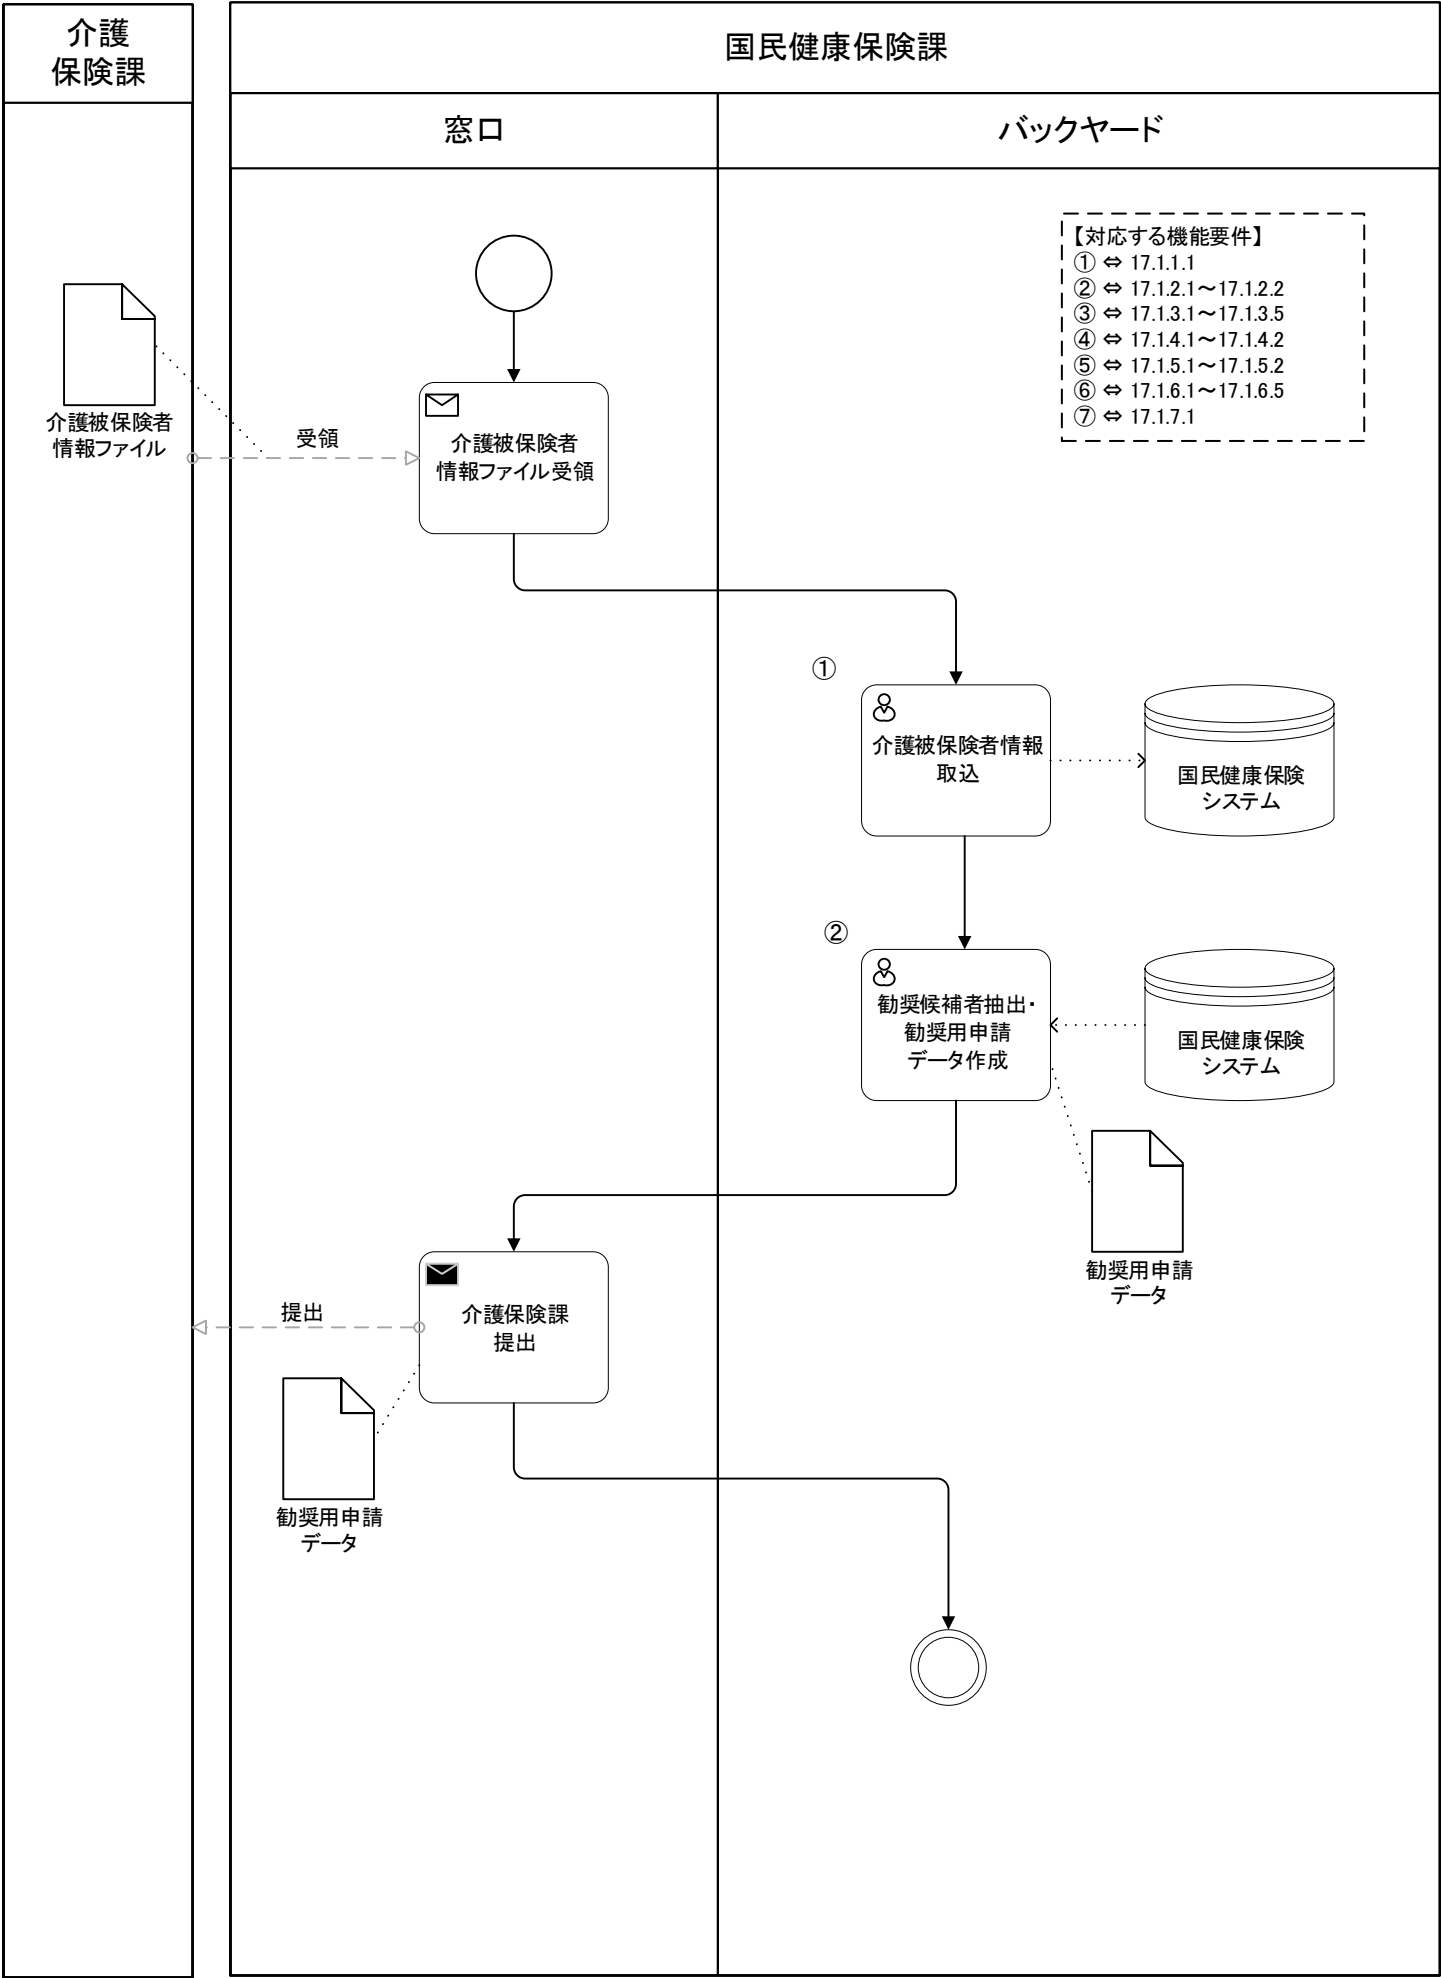 介護
保険課
国民健康保険課
窓口
バックヤード
【対応する機能要件】
① ⇔ 17.1.1.1
② ⇔ 17.1.2.1～17.1.2.2
③ ⇔ 17.1.3.1～17.1.3.5
④ ⇔ 17.1.4.1～17.1.4.2
⑤ ⇔ 17.1.5.1～17.1.5.2
⑥ ⇔ 17.1.6.1～17.1.6.5
⑦ ⇔ 17.1.7.1
介護被保険者
情報ファイル
受領
介護被保険者
情報ファイル受領
①
介護被保険者情報
取込
国民健康保険
システム
②
勧奨候補者抽出・
勧奨用申請
データ作成
国民健康保険
システム
勧奨用申請
データ
提出
介護保険課
提出
勧奨用申請
データ